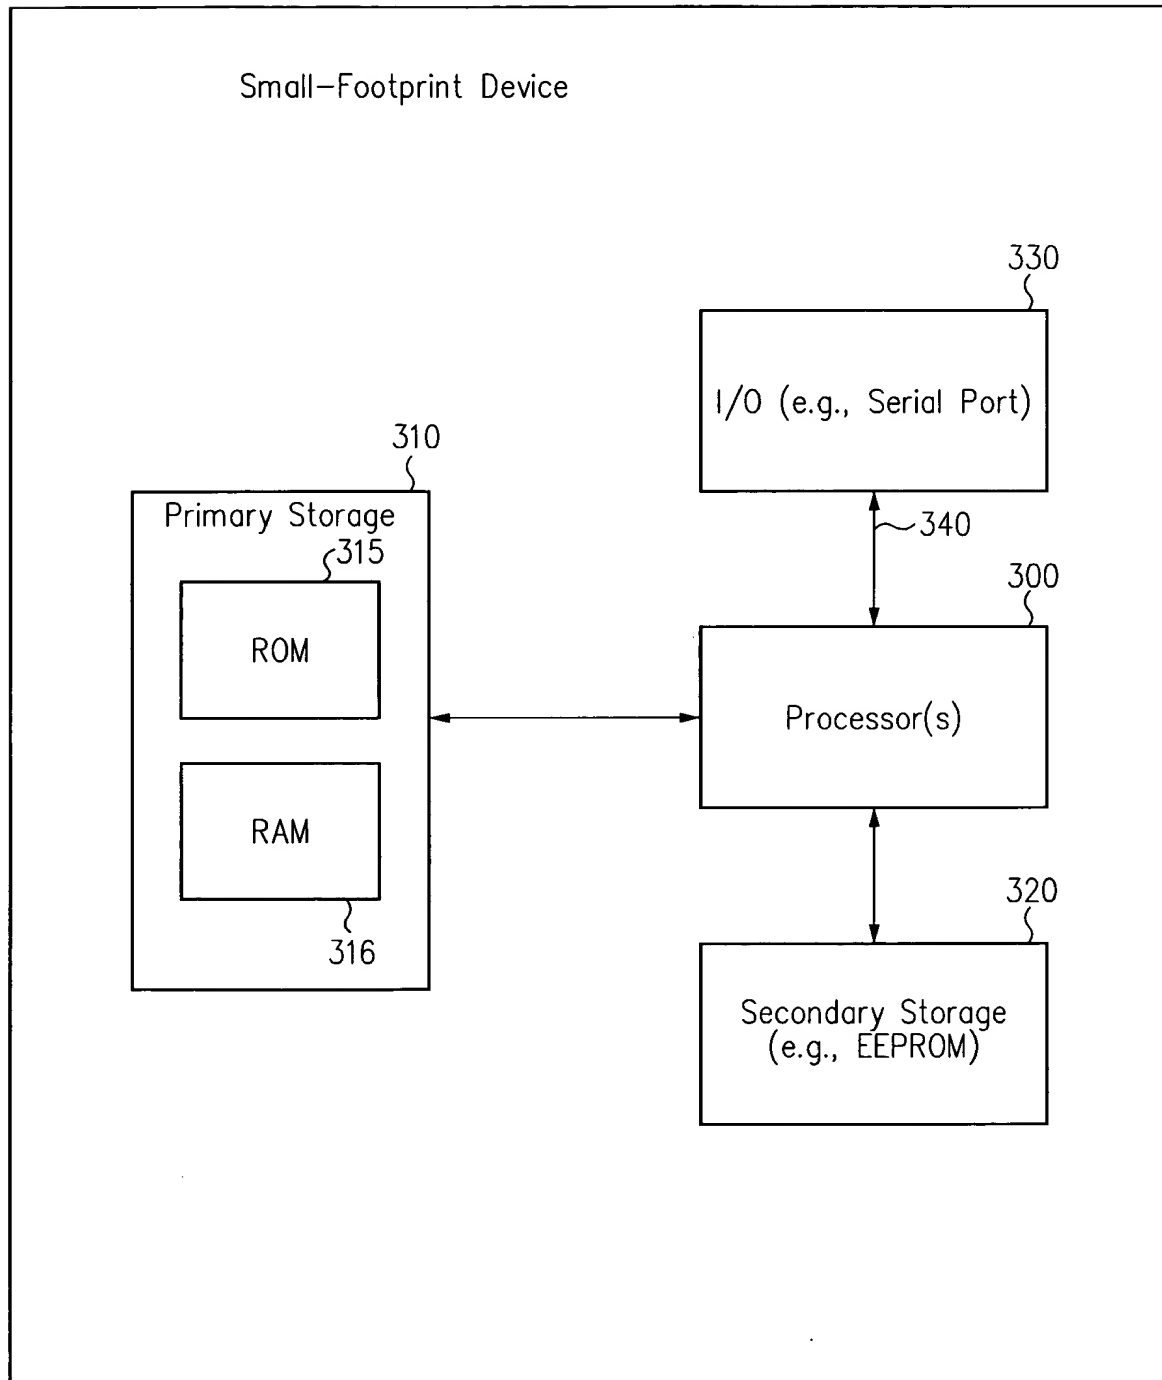 Small-Footprint Device
330
I/O (e.g., Serial Port)
340
310
Primary Storage
315
ROM
RAM
316
300
Processor(s)
320
Secondary Storage
(e.g., EEPROM)